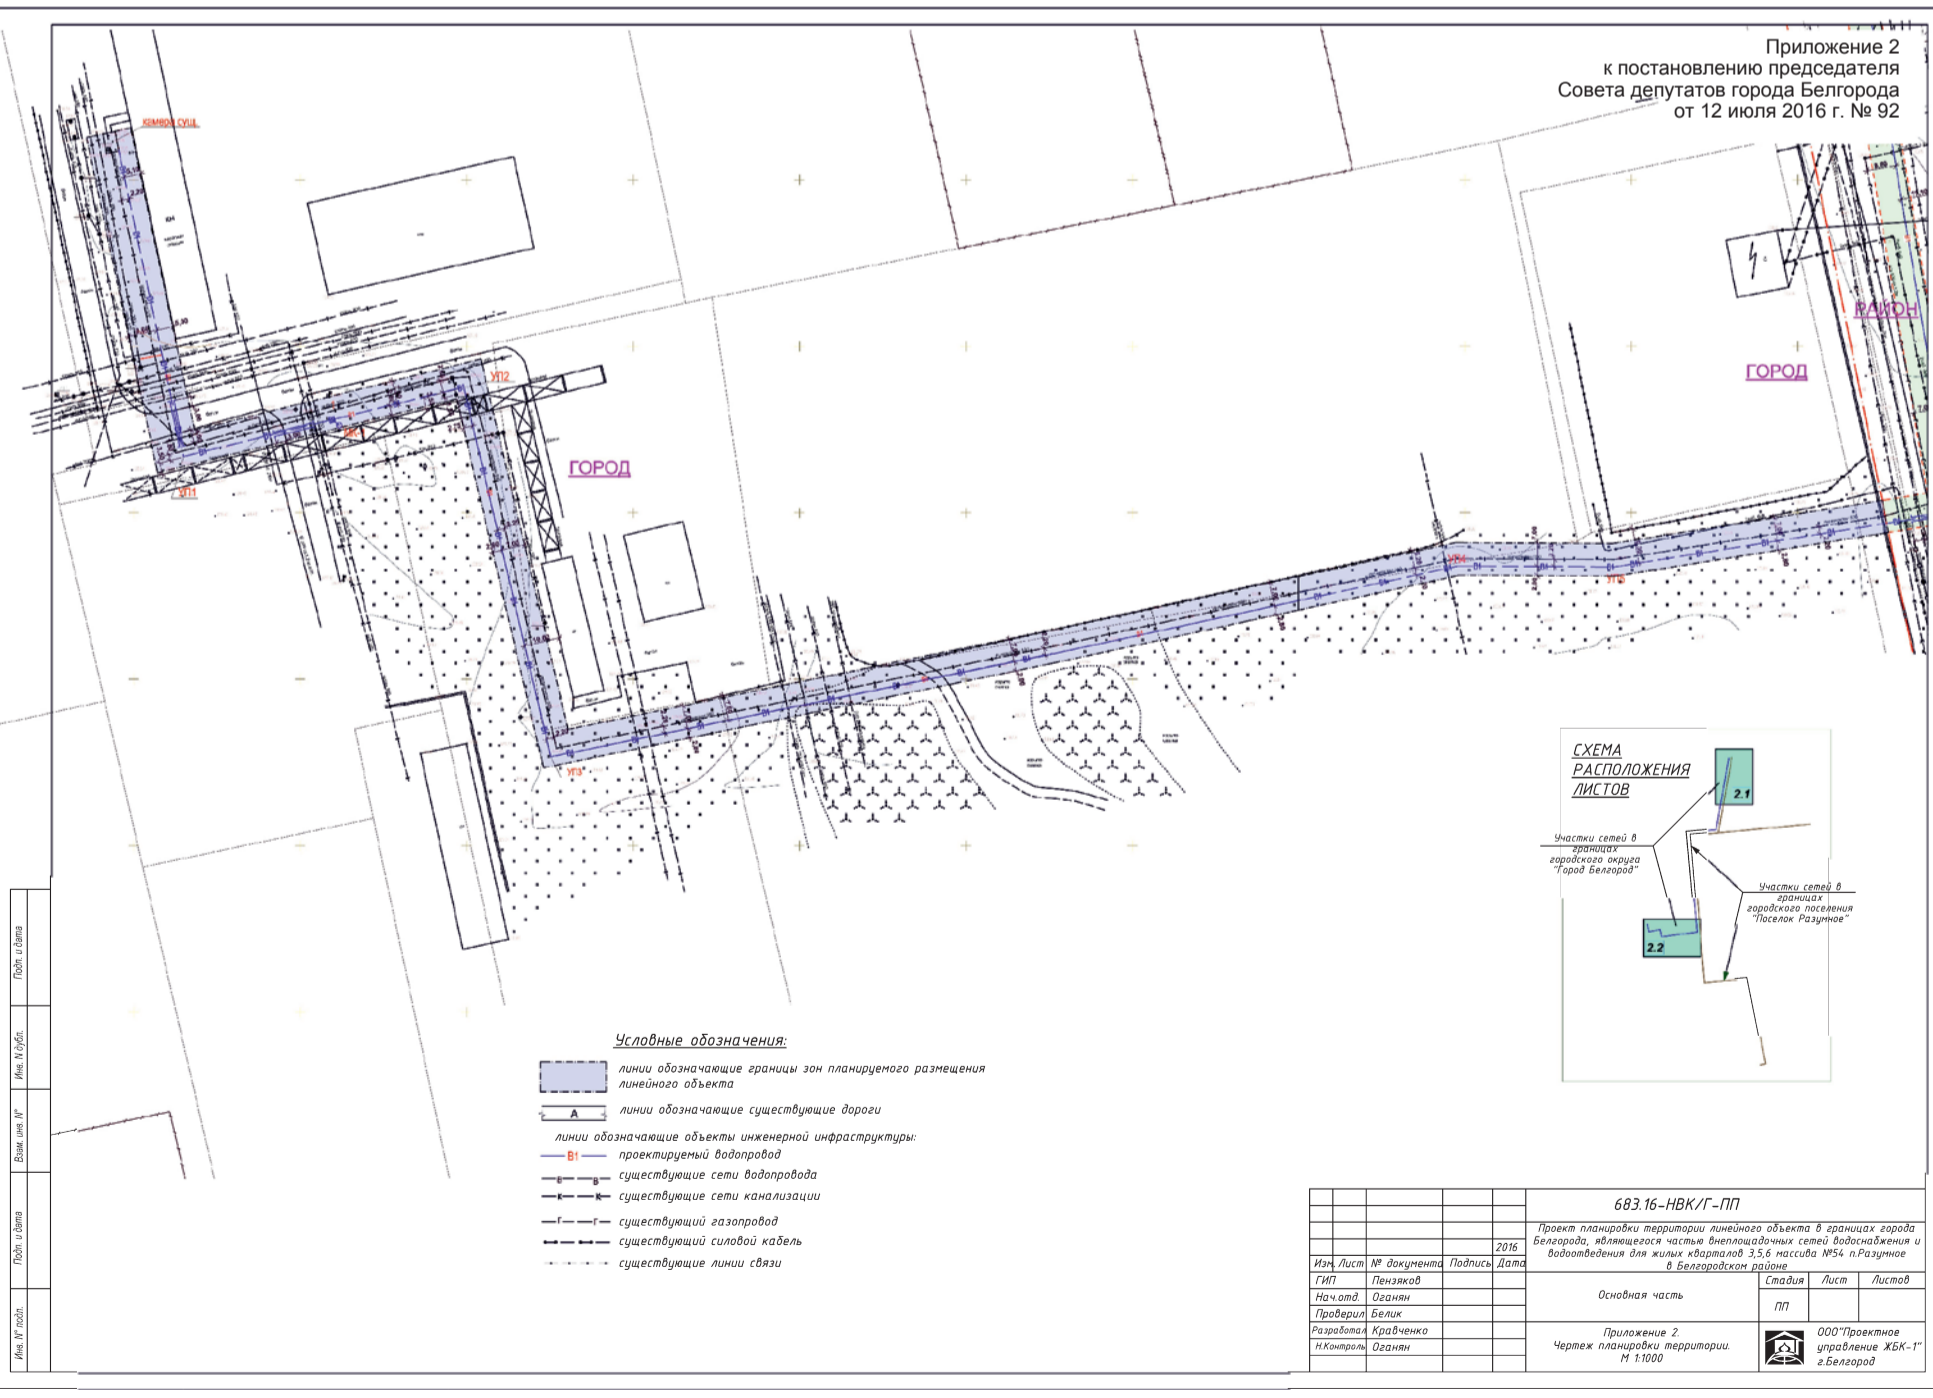 Приложение 2
к постановлению председателя
Совета депутатов города Белгорода
от 12 июля 2016 г. № 92
камера сущ.
РАЙОН
ГОРОД
УП2
ГОРОД
УП1
УП4
УП5
УП3
СХЕМА
РАСПОЛОЖЕНИЯ
ЛИСТОВ
2.1
Участки сетей в
границах
городского округа
"Город Белгород"
Участки сетей в
границах
городского поселения
"Поселок Разумное"
2.2
Условные обозначения:
линии обозначающие границы зон планируемого размещения
линейного объекта
А
линии обозначающие существующие дороги
линии обозначающие объекты инженерной инфраструктуры:
В1
проектируемый водопровод
В В
существующие сети водопровода
К К
существующие сети канализации
Г Г
существующий газопровод
существующий силовой кабель
существующие линии связи
Подп. и дата
Инв. N дубл.
Взам. инв. N°
Подп. и дата
Инв. N° подл.
683.16-НВК/Г-ПП
Проект планировки территории линейного объекта в границах города
Белгорода, являющегося частью внеплощадочных сетей водоснабжения и
водоотведения для жилых кварталов 3,5,6 массива №54 п.Разумное
в Белгородском районе
2016
Изм. Лист № документа Подпись Дата
ГИП Пензяков
Нач.отд. Оганян
Проверил Белик
Разработал Кравченко
Н.Контроль Оганян
Основная часть
Стадия Лист Листов
ПП
Приложение 2.
Чертеж планировки территории.
М 1:1000
ООО"Проектное
управление ЖБК-1"
г.Белгород